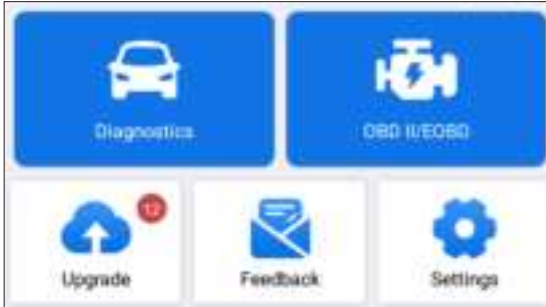 Diagnostics
OBD II/EOBD
12
Upgrade
Feedback
Settings